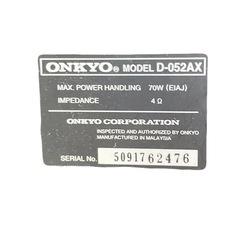 ONKYO® MODEL D-052AX
MAX. POWER HANDLING 70W (EIAJ)
IMPEDANCE 4 Ω
ONKYO CORPORATION
INSPECTED AND AUTHORIZED BY ONKYO
MANUFACTURED IN MALAYSIA
SERIAL No. 5091762476